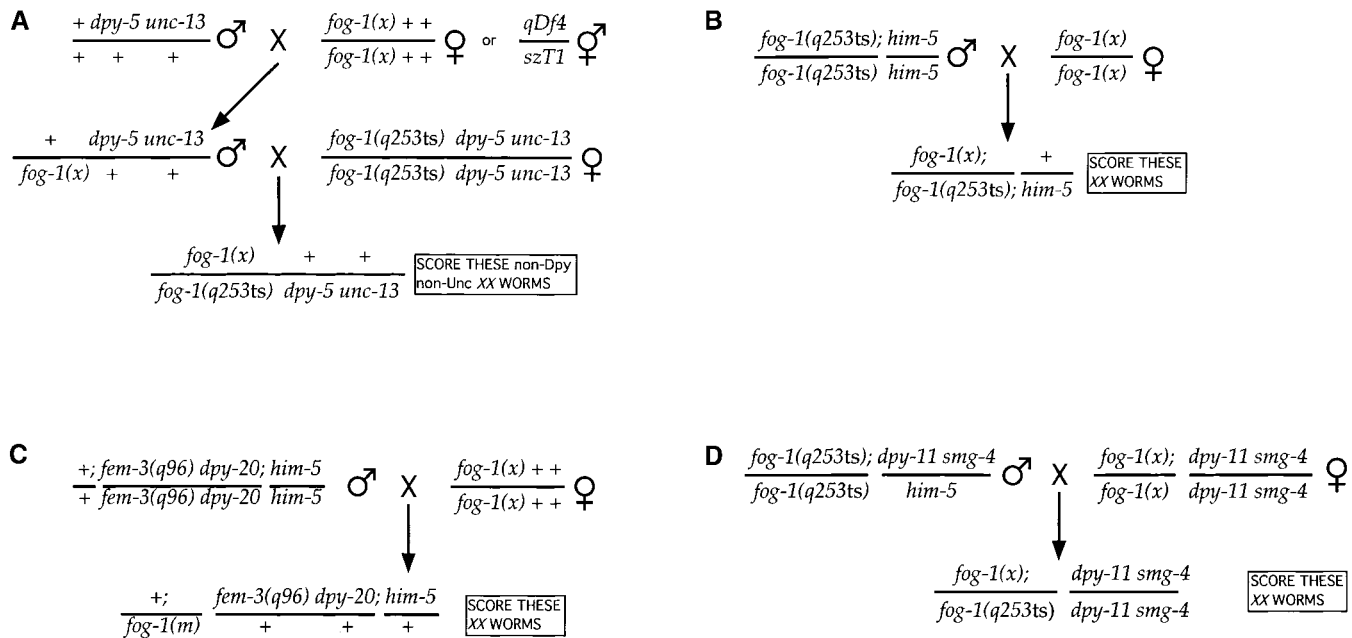 A
+ dpy-5 unc-13 ♂ X fog-1(x) + + ♀ or qDf4 ⚥
+ + + fog-1(x) + + szT1
+ dpy-5 unc-13 ♂ X fog-1(q253ts) dpy-5 unc-13 ♀
fog-1(x) + + fog-1(q253ts) dpy-5 unc-13
fog-1(x) + +
fog-1(q253ts) dpy-5 unc-13
SCORE THESE non-Dpy
non-Unc XX WORMS
B
fog-1(q253ts); him-5 ♂ X fog-1(x) ♀
fog-1(q253ts) him-5 fog-1(x)
fog-1(x); +
fog-1(q253ts); him-5
SCORE THESE
XX WORMS
C
+; fem-3(q96) dpy-20; him-5 ♂ X fog-1(x) + + ♀
+ fem-3(q96) dpy-20 him-5 fog-1(x) + +
+; fem-3(q96) dpy-20; him-5
fog-1(m) + + +
SCORE THESE
XX WORMS
D
fog-1(q253ts); dpy-11 smg-4 ♂ X fog-1(x); dpy-11 smg-4 ♀
fog-1(q253ts) him-5 fog-1(x) dpy-11 smg-4
fog-1(x); dpy-11 smg-4
fog-1(q253ts) dpy-11 smg-4
SCORE THESE
XX WORMS